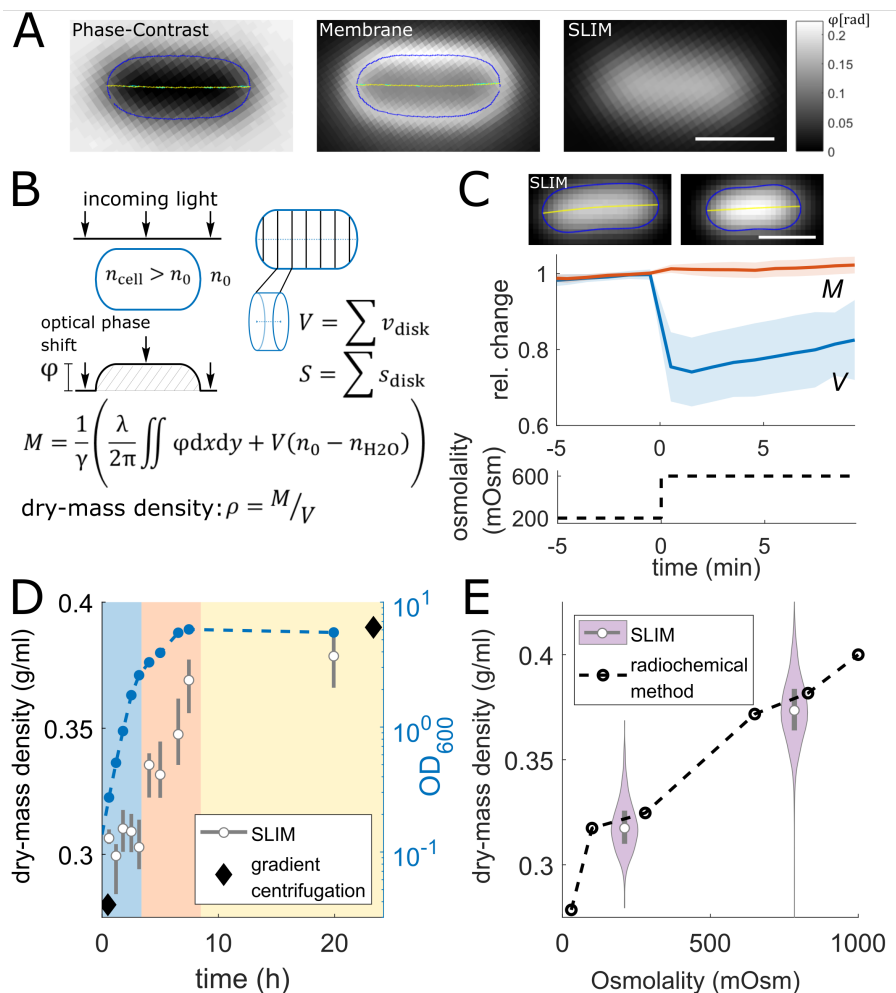 A
Phase-Contrast
Membrane
SLIM
φ[rad]
0.2
0.15
0.1
0.05
0
B
incoming light
n_cell > n_0
n_0
optical phase
shift
φ
V = ∑ v_disk
S = ∑ s_disk
M = 1/γ ( λ/2π ∬ φdxdy + V(n_0 − n_H2O) )
dry-mass density: ρ = M/V
C
SLIM
rel. change
1
0.8
0.6
M
V
-5
0
5
osmolality
(mOsm)
600
200
-5
0
5
time (min)
D
dry-mass density (g/ml)
0.4
0.35
0.3
10^1
10^0
10^-1
OD_600
SLIM
gradient
centrifugation
0
10
20
time (h)
E
dry-mass density (g/ml)
0.4
0.35
0.3
SLIM
radiochemical
method
0
500
1000
Osmolality (mOsm)